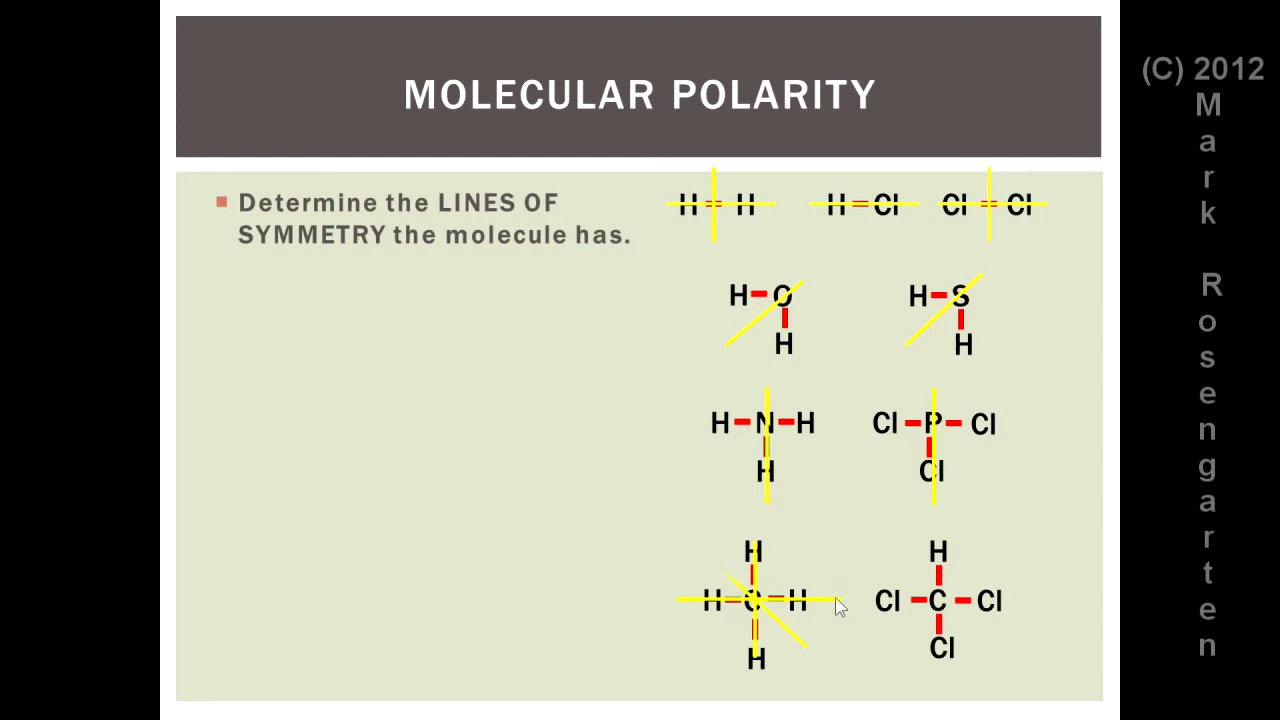 MOLECULAR POLARITY
Determine the LINES OF
SYMMETRY the molecule has.
H H H Cl Cl Cl
H O H S
H H
H N H Cl P Cl
H Cl
H H
H C H Cl C Cl
H Cl
(C) 2012
M
a
r
k
R
o
s
e
n
g
a
r
t
e
n